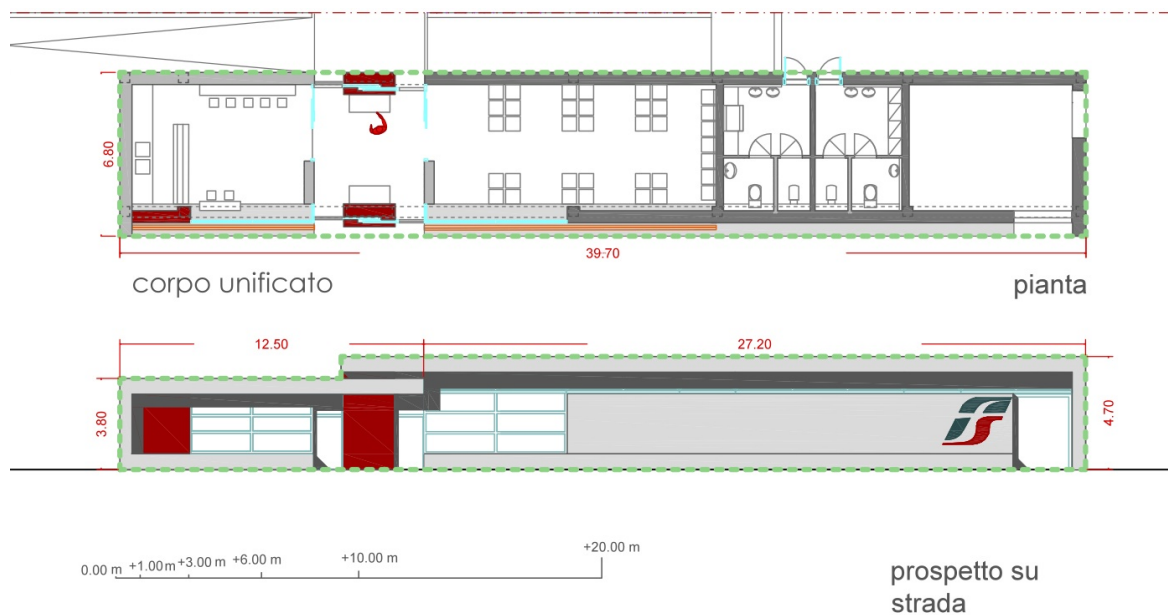 6.80
39.70
corpo unificato
pianta
12.50
27.20
3.80
4.70
0.00 m
+1.00 m
+3.00 m
+6.00 m
+10.00 m
+20.00 m
prospetto su
strada